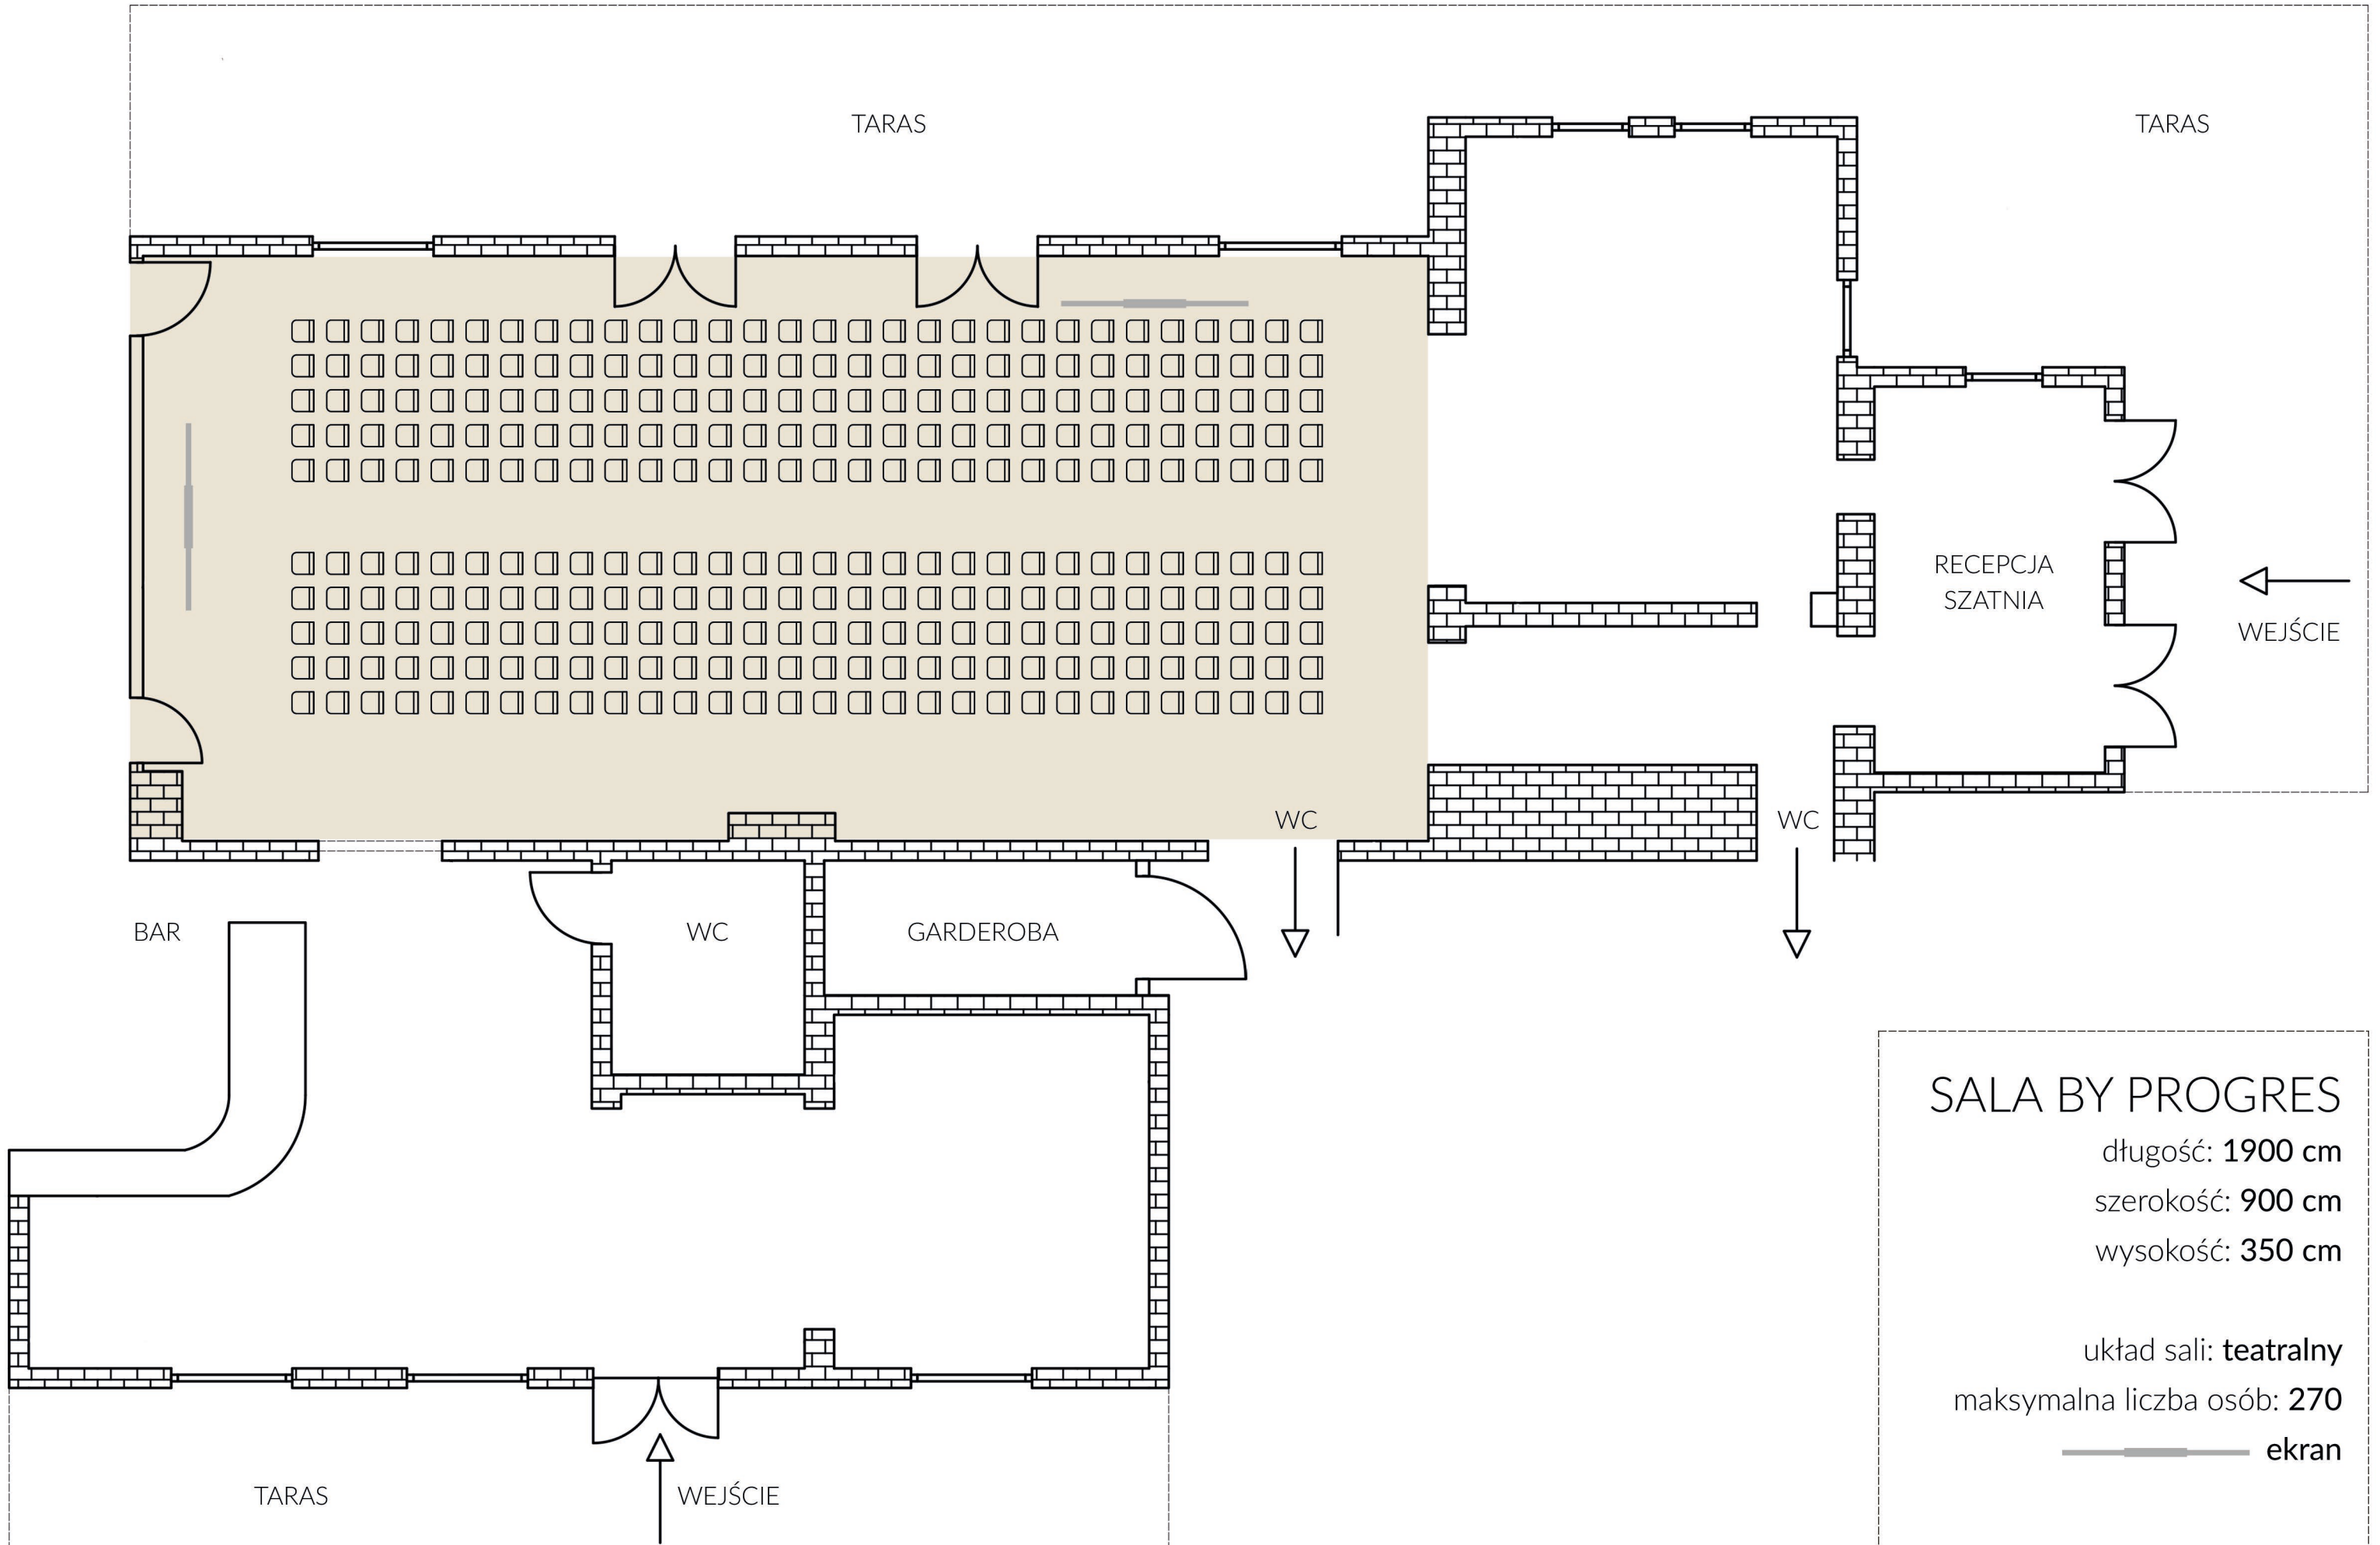 TARAS
TARAS
RECEPCJA
SZATNIA
WEJŚCIE
WC
WC
BAR
WC
GARDEROBA
SALA BY PROGRES
długość: 1900 cm
szerokość: 900 cm
wysokość: 350 cm
układ sali: teatralny
maksymalna liczba osób: 270
ekran
TARAS
WEJŚCIE